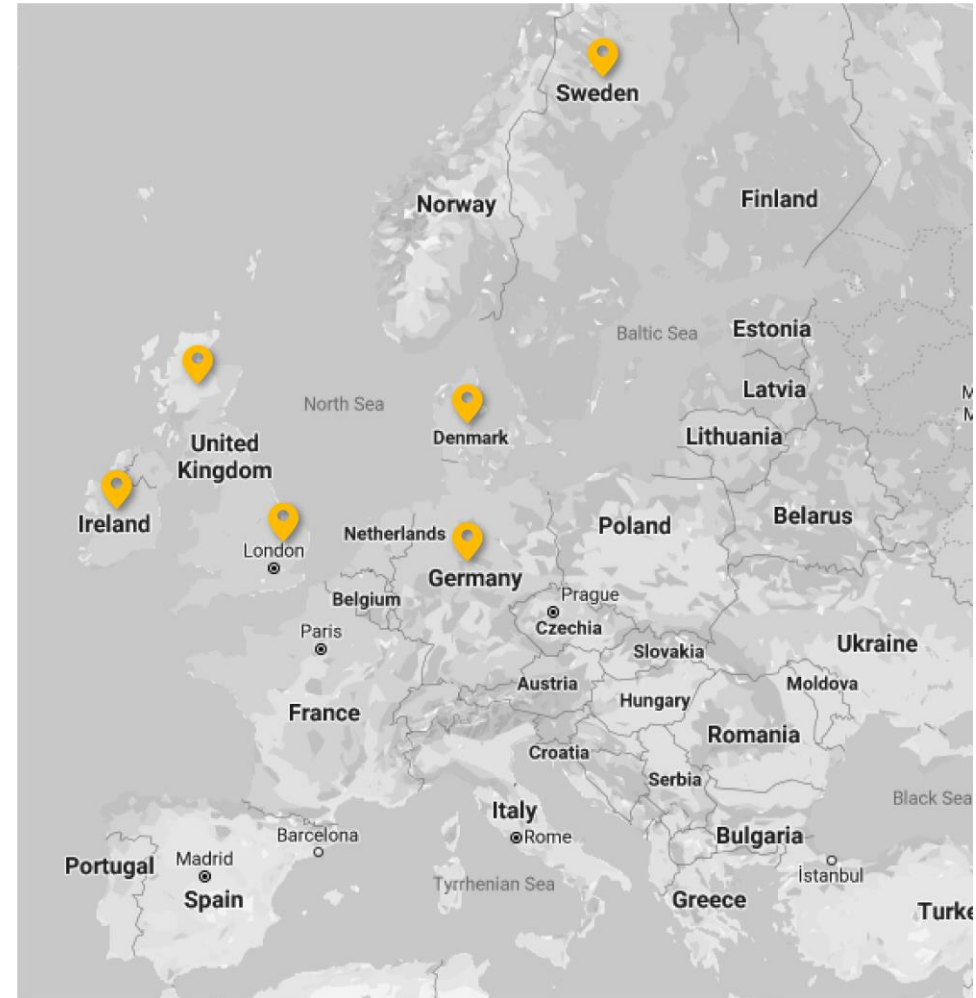 Sweden
Norway
Finland
Baltic Sea
Estonia
Latvia
North Sea
M
M
Denmark
Lithuania
United
Kingdom
Ireland
Belarus
Poland
Netherlands
London
Germany
Belgium
Prague
Czechia
Paris
Ukraine
Slovakia
Austria
Moldova
Hungary
France
Romania
Croatia
Serbia
Black Sea
Italy
Rome
Barcelona
Bulgaria
Portugal
Madrid
Spain
İstanbul
Tyrrhenian Sea
Greece
Turke